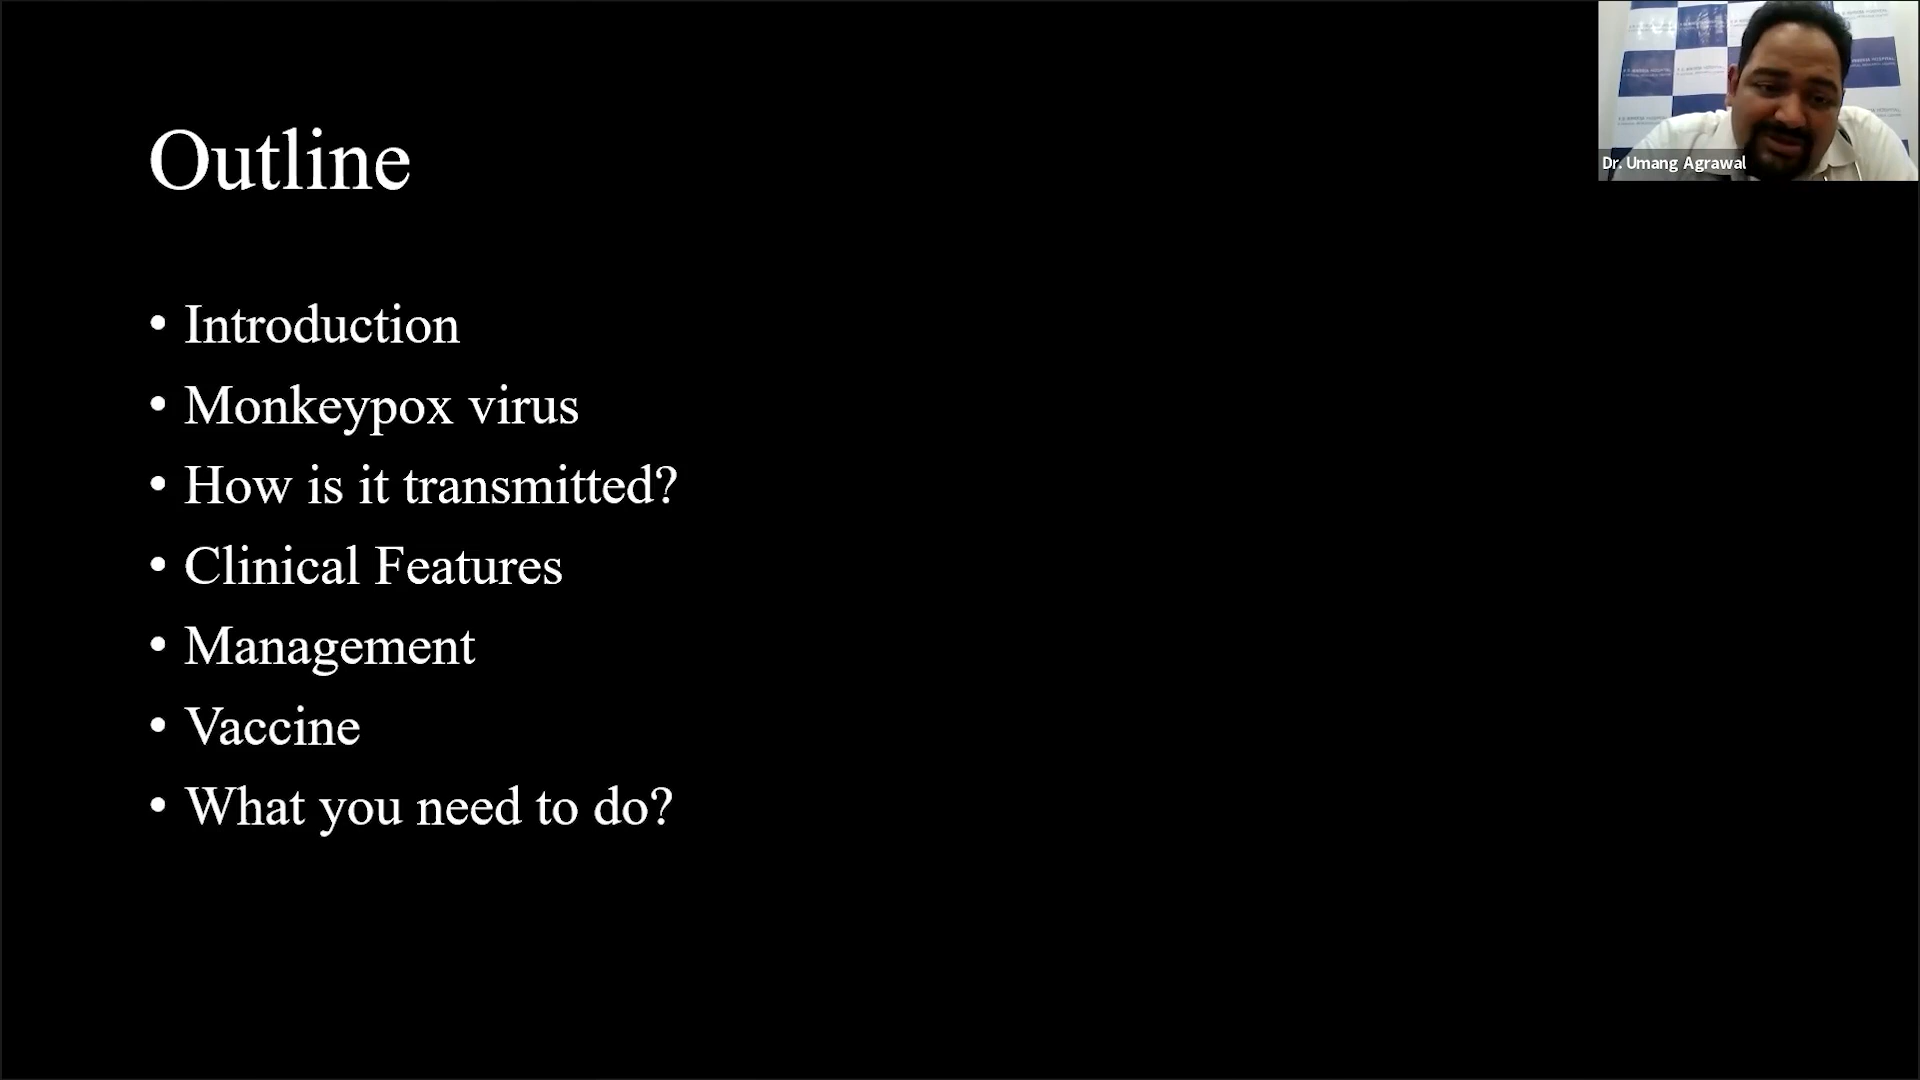 Outline
• Introduction
• Monkeypox virus
• How is it transmitted?
• Clinical Features
• Management
• Vaccine
• What you need to do?
Dr. Umang Agrawal